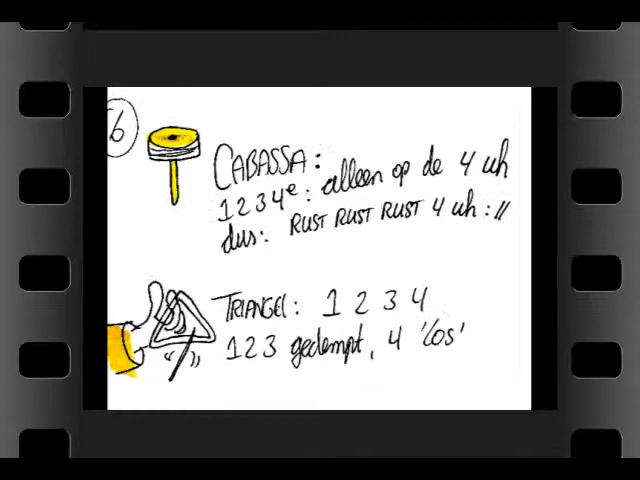 6
CABASSA:
1 2 3 4e: alleen op de 4 uh
dus: RUST RUST RUST 4 uh ://
TRIANGEL: 1 2 3 4
1 2 3 gedempt, 4 'los'